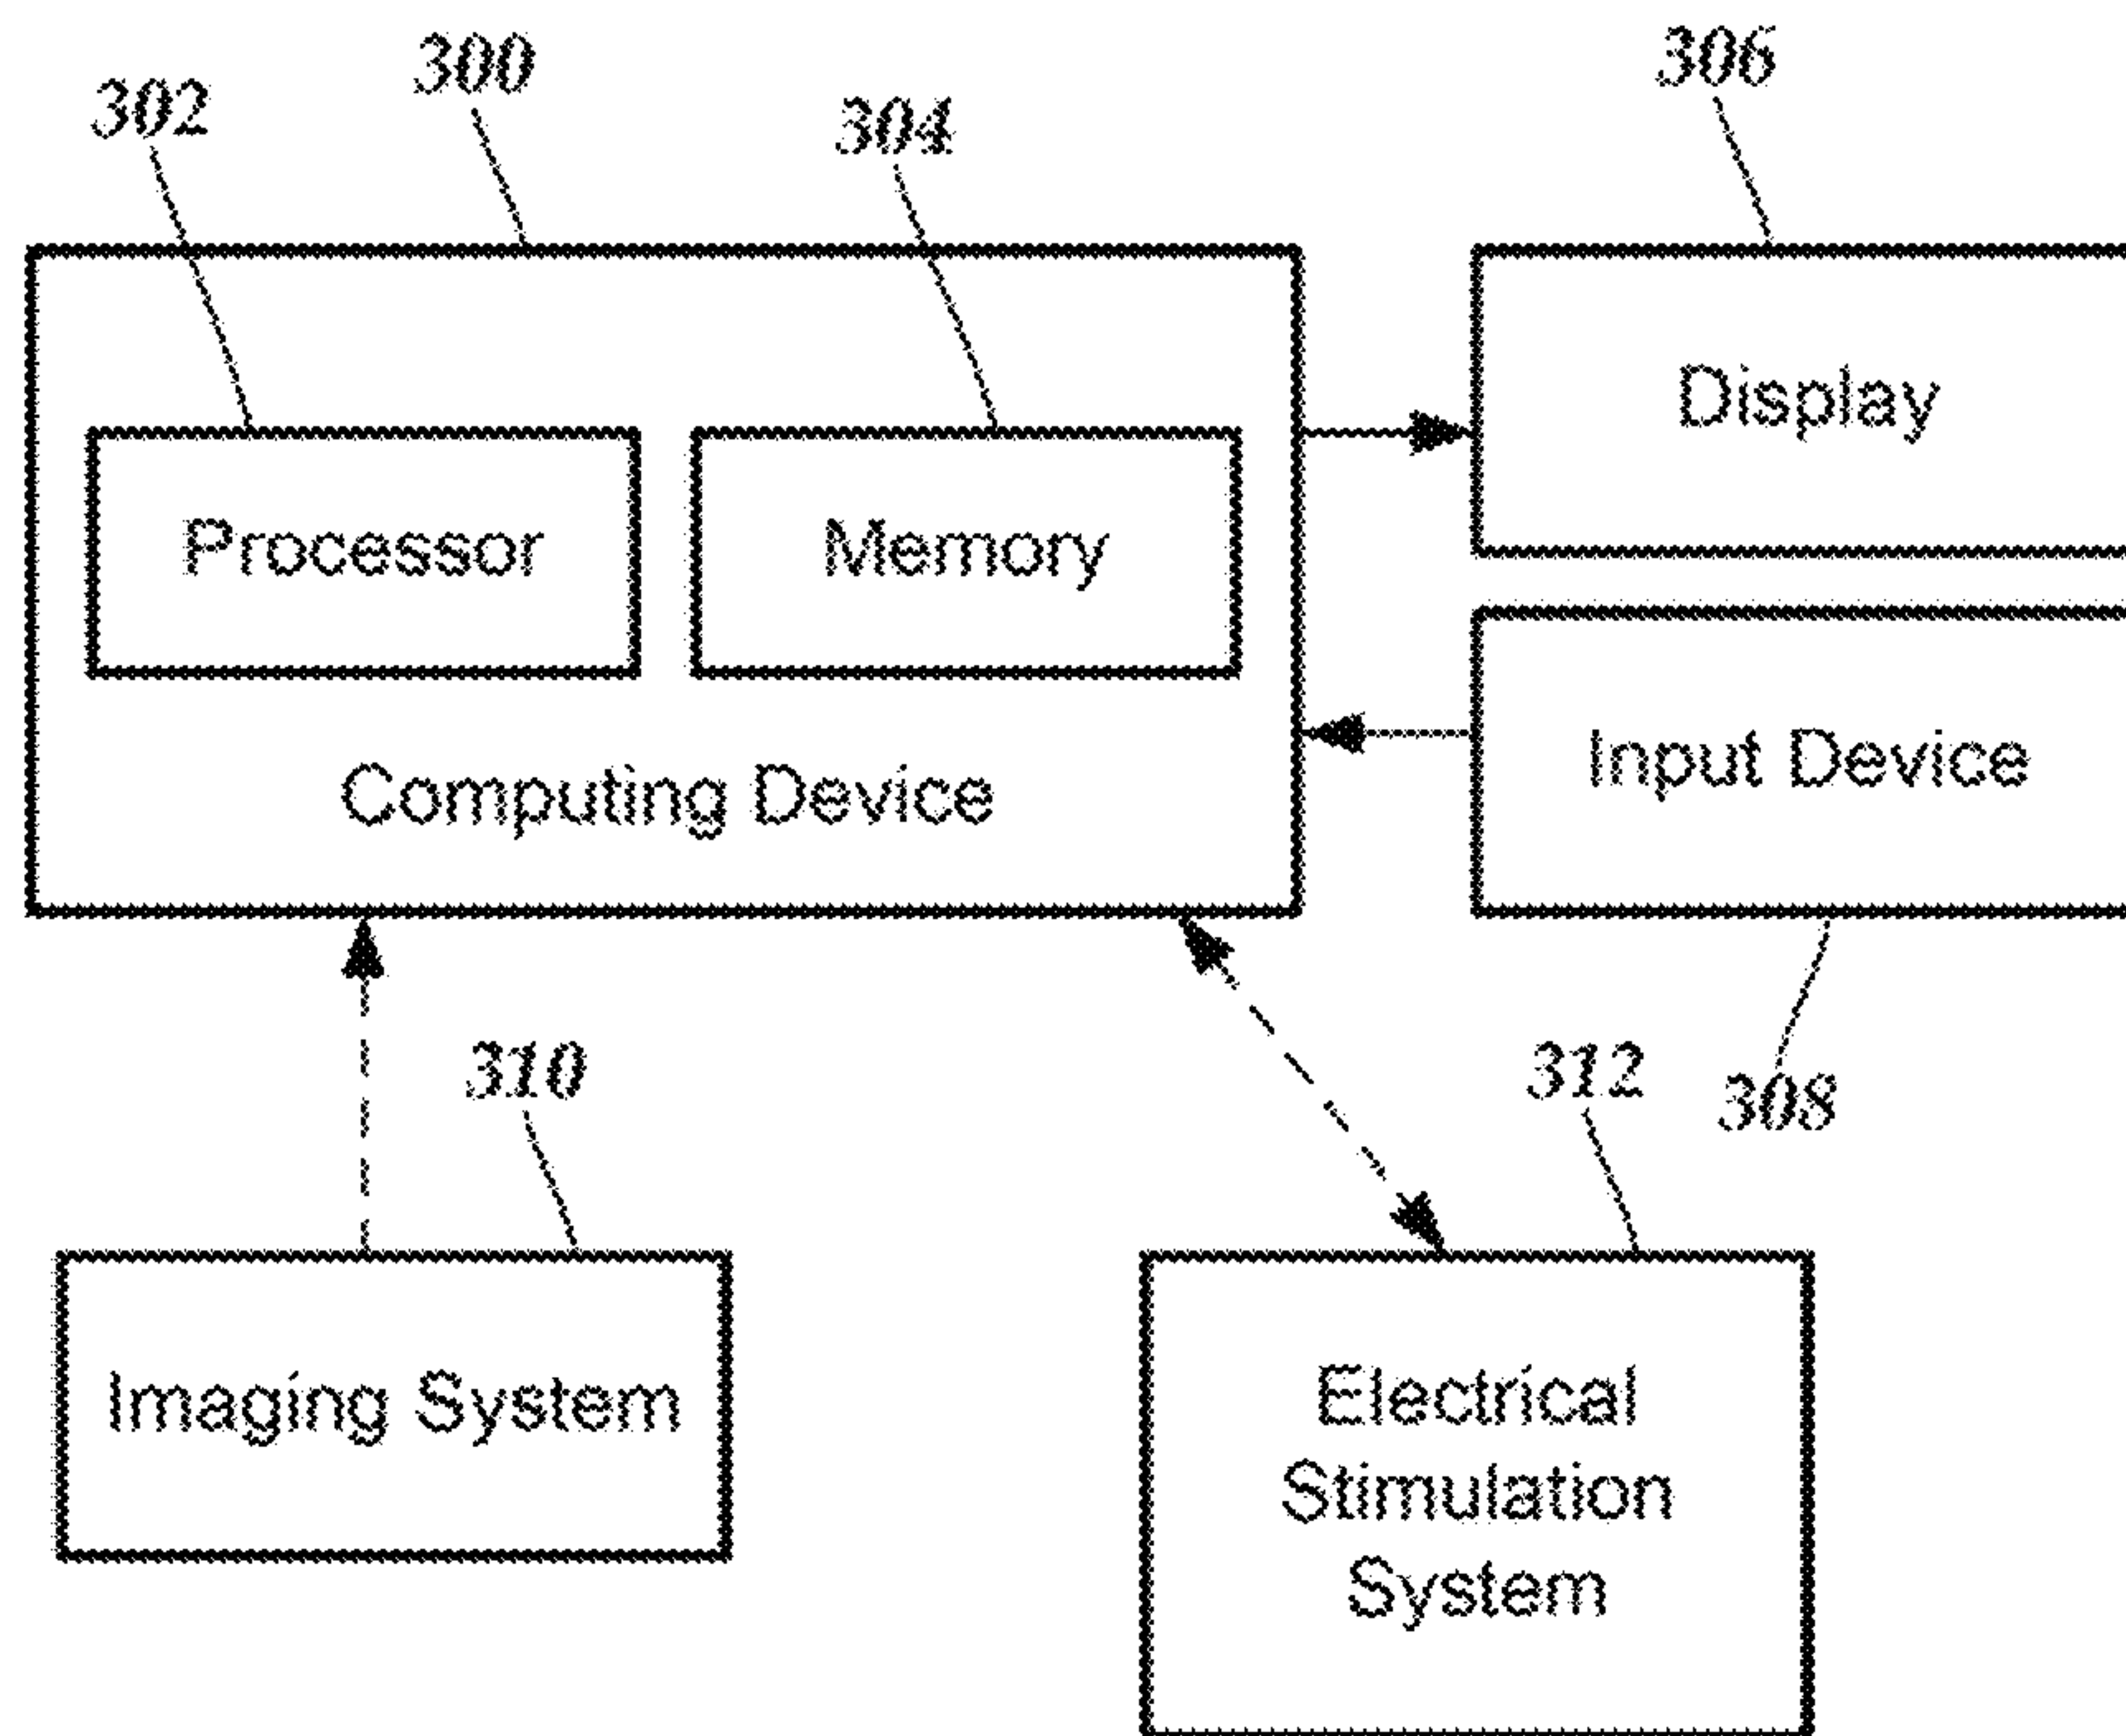 300
306
302
304
Display
Processor
Memory
Input Device
Computing Device
310
312
308
Imaging System
Electrical
Stimulation
System